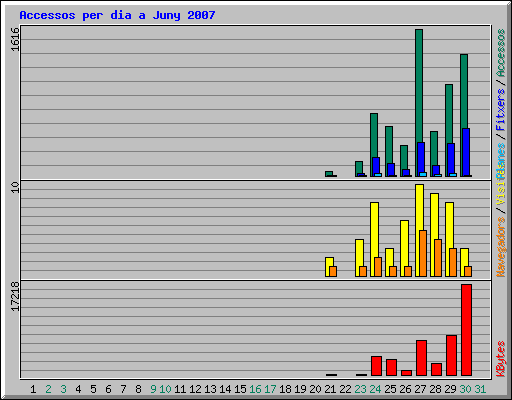 Accessos per dia a Juny 2007
1616
10
17218
Accessos / Fitxers / Pagines
Visites / Navegadors
KBytes
1 2 3 4 5 6 7 8 9 10 11 12 13 14 15 16 17 18 19 20 21 22 23 24 25 26 27 28 29 30 31